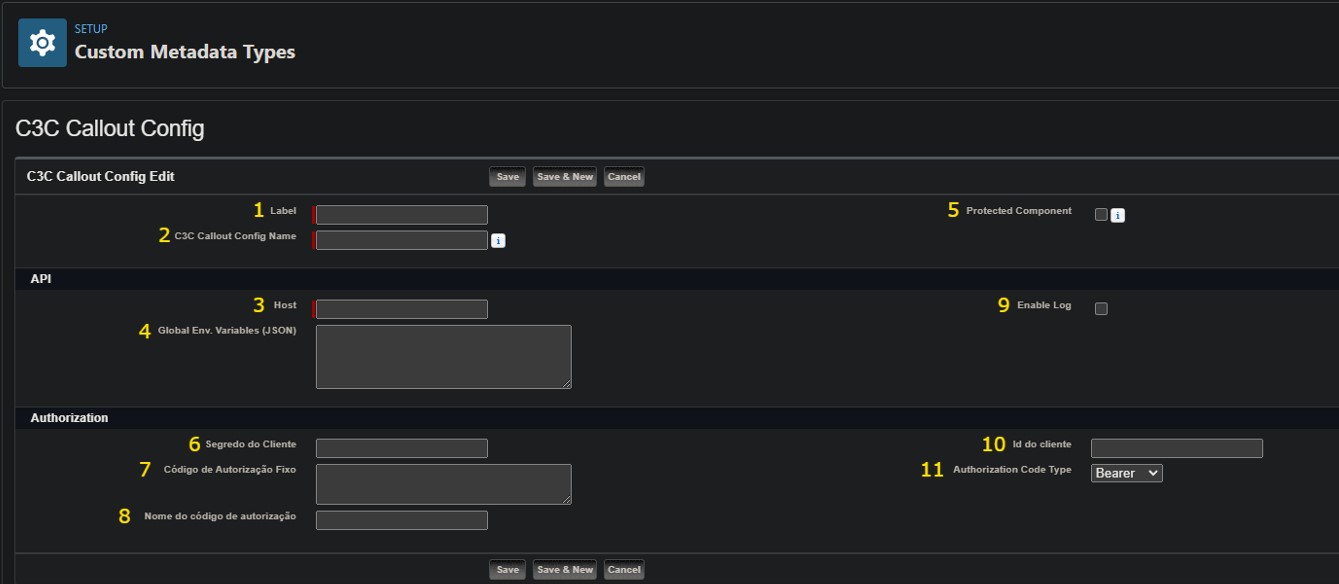 SETUP
Custom Metadata Types
C3C Callout Config
C3C Callout Config Edit Save Save & New Cancel
1 Label
5 Protected Component i
2 C3C Callout Config Name i
API
3 Host
9 Enable Log
4 Global Env. Variables (JSON)
Authorization
6 Segredo do Cliente
10 Id do cliente
7 Código de Autorização Fixo
11 Authorization Code Type Bearer
8 Nome do código de autorização
Save Save & New Cancel